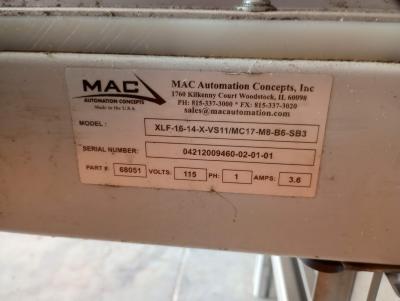 MAC
AUTOMATION CONCEPTS
Made in the U.S.A.
MAC Automation Concepts, Inc
1760 Kilkenny Court Woodstock, IL 60098
PH: 815-337-3000 * FX: 815-337-3020
sales@macautomation.com
MODEL: XLF-16-14-X-VS11/MC17-M8-B6-SB3
SERIAL NUMBER: 04212009460-02-01-01
PART #: 68051 VOLTS: 115 PH: 1 AMPS: 3.6